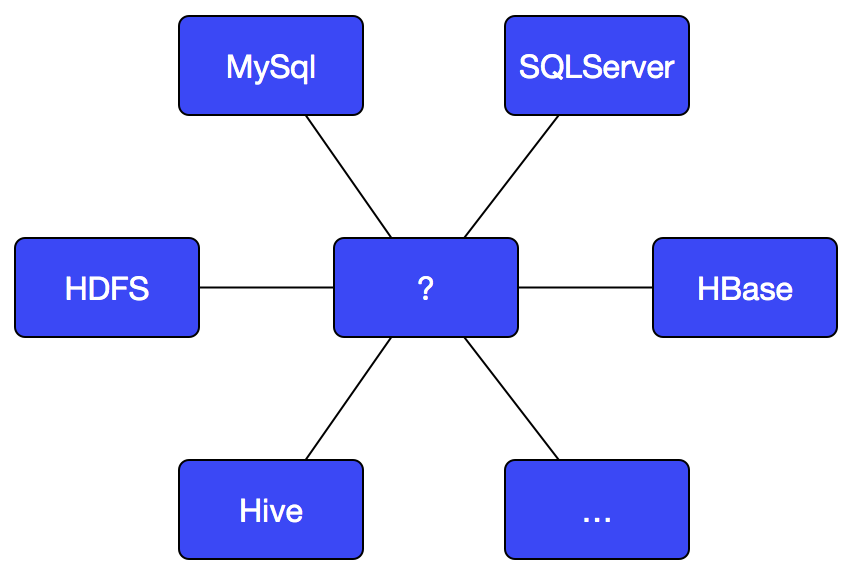 MySql
SQLServer
HDFS
?
HBase
Hive
...